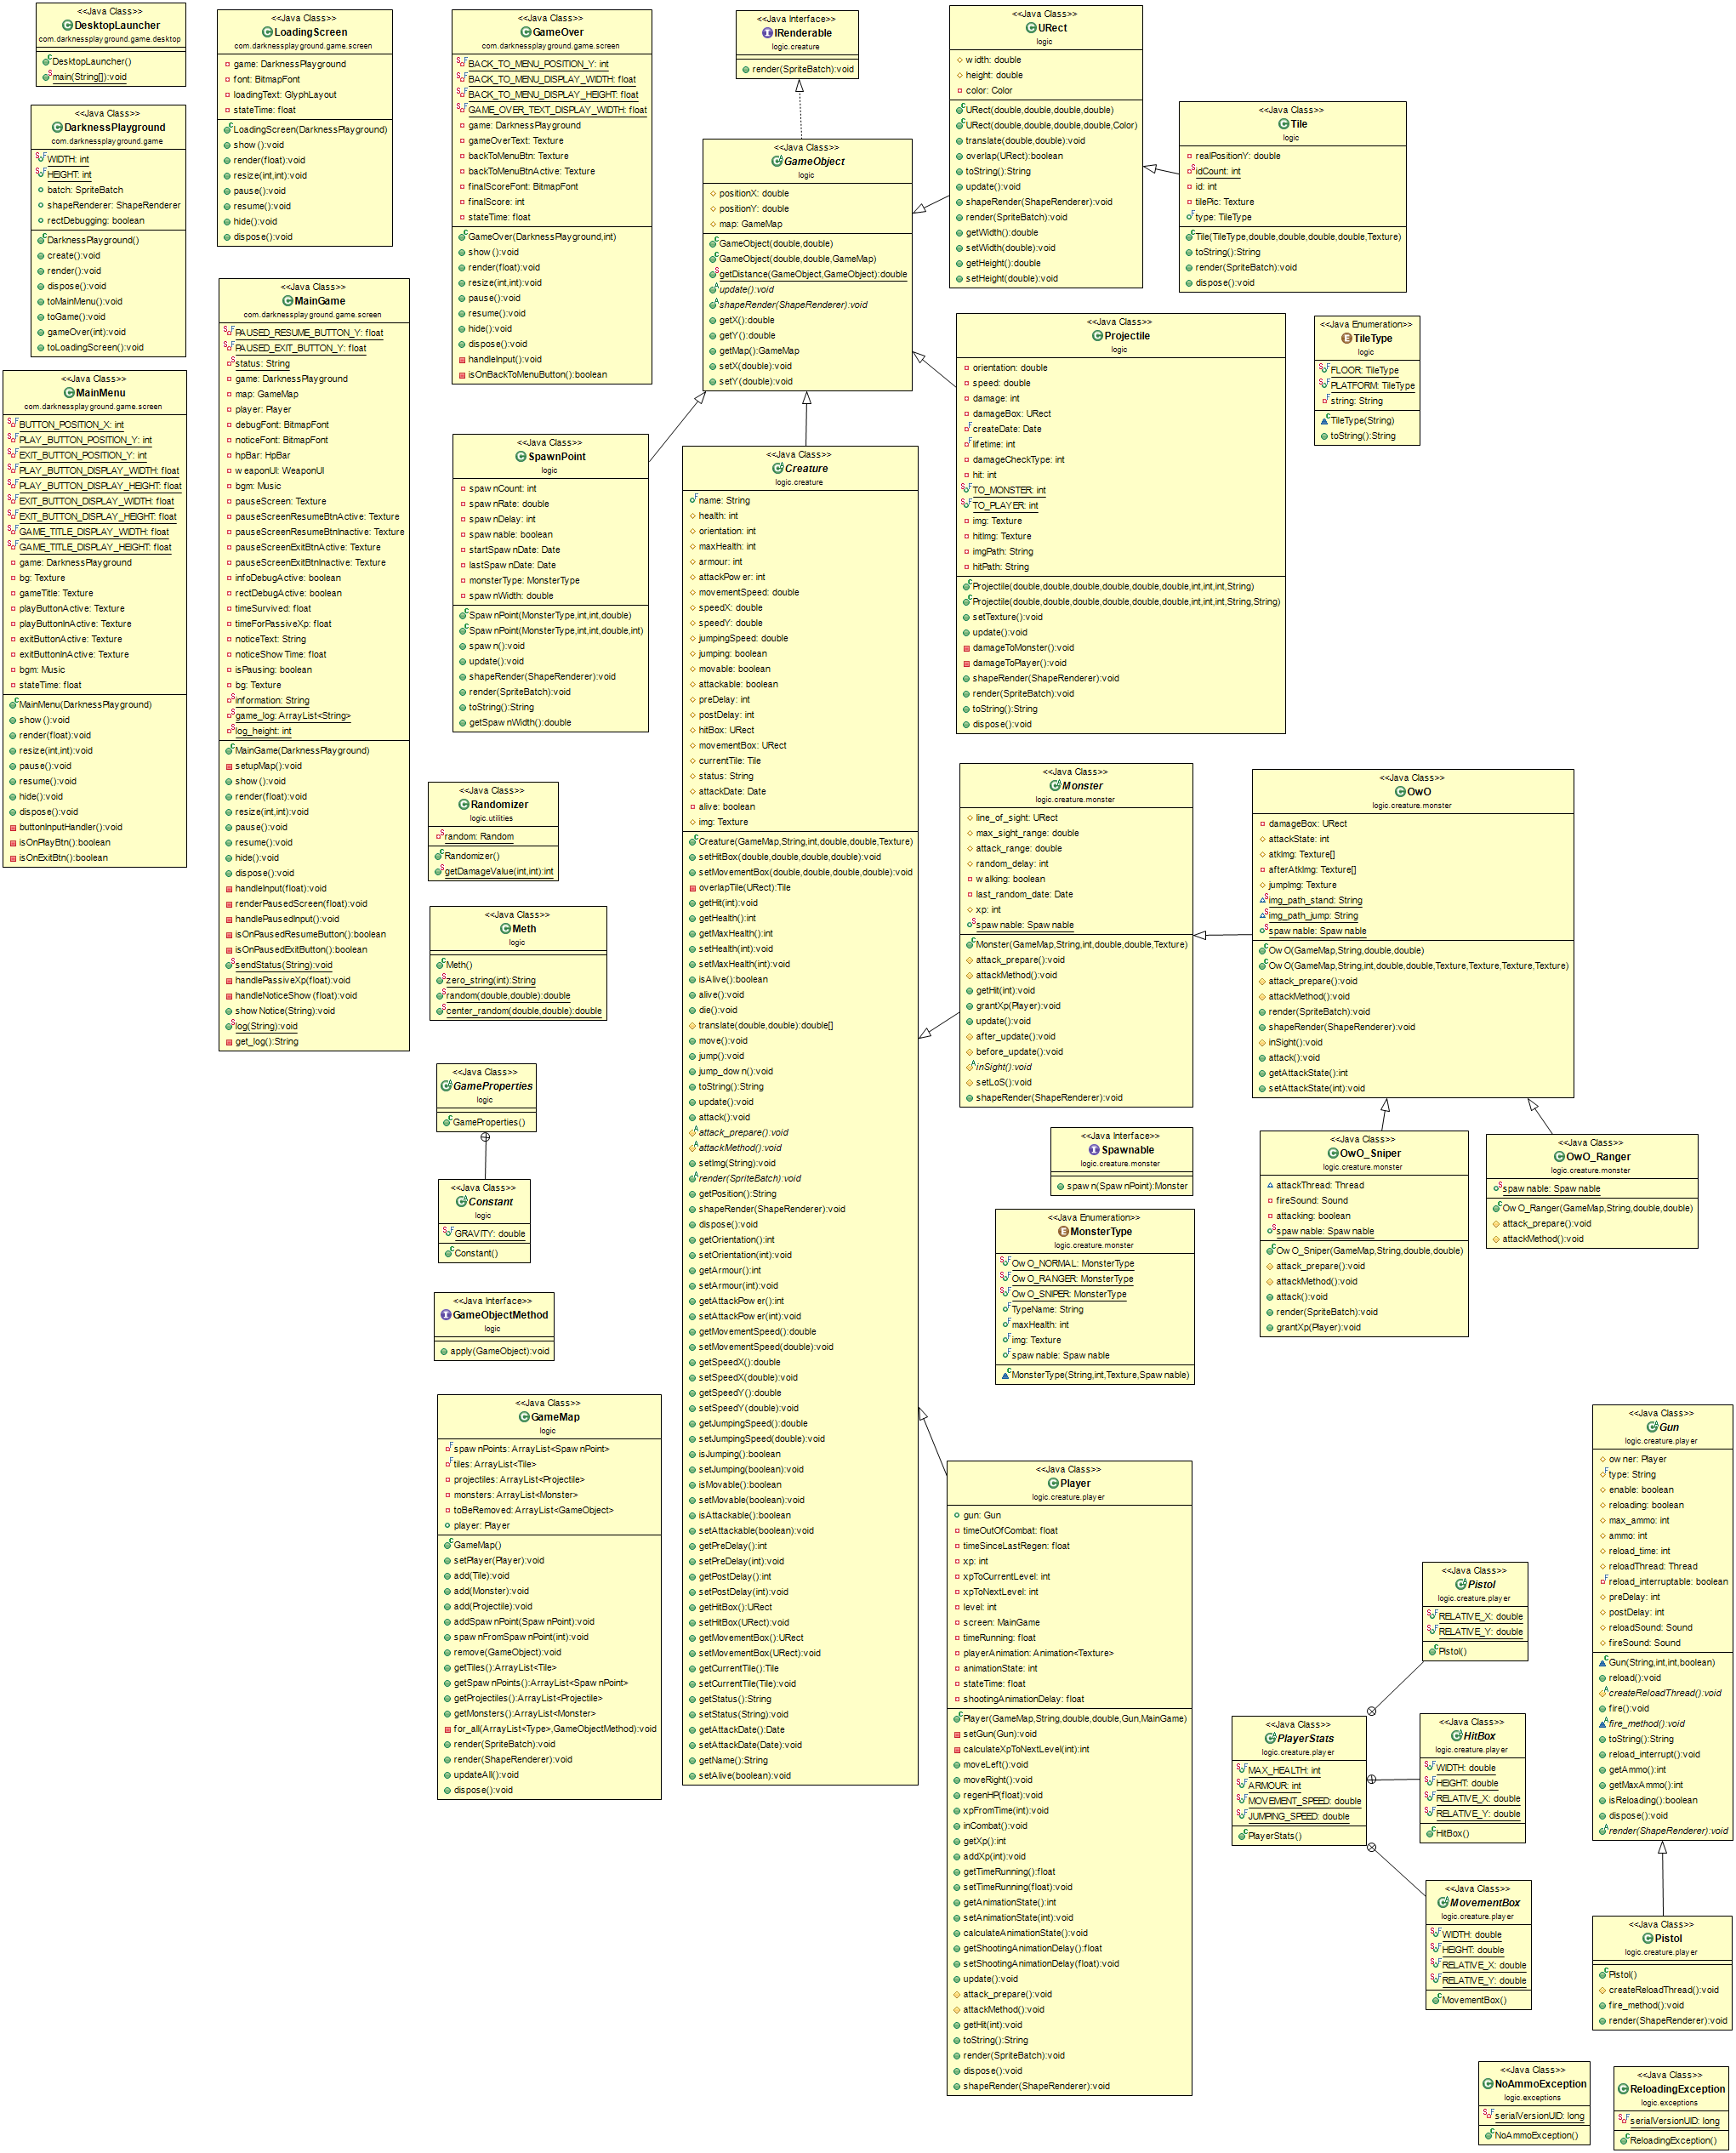 <<Java Class>>
DesktopLauncher
com.darknessplayground.game.desktop
DesktopLauncher()
main(String[]):void
<<Java Class>>
DarknessPlayground
com.darknessplayground.game
WIDTH: int
HEIGHT: int
batch: SpriteBatch
shapeRenderer: ShapeRenderer
rectDebugging: boolean
DarknessPlayground()
create():void
render():void
dispose():void
toMainMenu():void
toGame():void
gameOver(int):void
toLoadingScreen():void
<<Java Class>>
MainMenu
com.darknessplayground.game.screen
BUTTON_POSITION_X: int
PLAY_BUTTON_POSITION_Y: int
EXIT_BUTTON_POSITION_Y: int
PLAY_BUTTON_DISPLAY_WIDTH: float
PLAY_BUTTON_DISPLAY_HEIGHT: float
EXIT_BUTTON_DISPLAY_WIDTH: float
EXIT_BUTTON_DISPLAY_HEIGHT: float
GAME_TITLE_DISPLAY_WIDTH: float
GAME_TITLE_DISPLAY_HEIGHT: float
game: DarknessPlayground
bg: Texture
gameTitle: Texture
playButtonActive: Texture
playButtonInActive: Texture
exitButtonActive: Texture
exitButtonInActive: Texture
bgm: Music
stateTime: float
MainMenu(DarknessPlayground)
show():void
render(float):void
resize(int,int):void
pause():void
resume():void
hide():void
dispose():void
buttonInputHandler():void
isOnPlayBtn():boolean
isOnExitBtn():boolean
<<Java Class>>
LoadingScreen
com.darknessplayground.game.screen
game: DarknessPlayground
font: BitmapFont
loadingText: GlyphLayout
stateTime: float
LoadingScreen(DarknessPlayground)
show():void
render(float):void
resize(int,int):void
pause():void
resume():void
hide():void
dispose():void
<<Java Class>>
MainGame
com.darknessplayground.game.screen
PAUSED_RESUME_BUTTON_Y: float
PAUSED_EXIT_BUTTON_Y: float
status: String
game: DarknessPlayground
map: GameMap
player: Player
debugFont: BitmapFont
noticeFont: BitmapFont
hpBar: HpBar
weaponUI: WeaponUI
bgm: Music
pauseScreen: Texture
pauseScreenResumeBtnActive: Texture
pauseScreenResumeBtnInactive: Texture
pauseScreenExitBtnActive: Texture
pauseScreenExitBtnInactive: Texture
infoDebugActive: boolean
rectDebugActive: boolean
timeSurvived: float
timeForPassiveXp: float
noticeText: String
noticeShowTime: float
isPausing: boolean
bg: Texture
information: String
game_log: ArrayList<String>
log_height: int
MainGame(DarknessPlayground)
setupMap():void
show():void
render(float):void
resize(int,int):void
pause():void
resume():void
hide():void
dispose():void
handleInput(float):void
renderPausedScreen(float):void
handlePausedInput():void
isOnPausedResumeButton():boolean
isOnPausedExitButton():boolean
sendStatus(String):void
handlePassiveXp(float):void
handleNoticeShow(float):void
showNotice(String):void
log(String):void
get_log():String
<<Java Class>>
GameOver
com.darknessplayground.game.screen
BACK_TO_MENU_POSITION_Y: int
BACK_TO_MENU_DISPLAY_WIDTH: float
BACK_TO_MENU_DISPLAY_HEIGHT: float
GAME_OVER_TEXT_DISPLAY_WIDTH: float
game: DarknessPlayground
gameOverText: Texture
backToMenuBtn: Texture
backToMenuBtnActive: Texture
finalScoreFont: BitmapFont
finalScore: int
stateTime: float
GameOver(DarknessPlayground,int)
show():void
render(float):void
resize(int,int):void
pause():void
resume():void
hide():void
dispose():void
handleInput():void
isOnBackToMenuButton():boolean
<<Java Class>>
SpawnPoint
logic
spawnCount: int
spawnRate: double
spawnDelay: int
spawnable: boolean
startSpawnDate: Date
lastSpawnDate: Date
monsterType: MonsterType
spawnWidth: double
SpawnPoint(MonsterType,int,int,double)
SpawnPoint(MonsterType,int,int,double,int)
spawn():void
update():void
shapeRender(ShapeRenderer):void
render(SpriteBatch):void
toString():String
getSpawnWidth():double
<<Java Class>>
Randomizer
logic.utilities
random: Random
Randomizer()
getDamageValue(int,int):int
<<Java Class>>
Meth
logic
Meth()
zero_string(int):String
random(double,double):double
center_random(double,double):double
<<Java Class>>
GameProperties
logic
GameProperties()
<<Java Class>>
Constant
logic
GRAVITY: double
Constant()
<<Java Interface>>
GameObjectMethod
logic
apply(GameObject):void
<<Java Class>>
GameMap
logic
spawnPoints: ArrayList<SpawnPoint>
tiles: ArrayList<Tile>
projectiles: ArrayList<Projectile>
monsters: ArrayList<Monster>
toBeRemoved: ArrayList<GameObject>
player: Player
GameMap()
setPlayer(Player):void
add(Tile):void
add(Monster):void
add(Projectile):void
addSpawnPoint(SpawnPoint):void
spawnFromSpawnPoint(int):void
remove(GameObject):void
getTiles():ArrayList<Tile>
getSpawnPoints():ArrayList<SpawnPoint>
getProjectiles():ArrayList<Projectile>
getMonsters():ArrayList<Monster>
for_all(ArrayList<Type>,GameObjectMethod):void
render(SpriteBatch):void
render(ShapeRenderer):void
updateAll():void
dispose():void
<<Java Interface>>
IRenderable
logic.creature
render(SpriteBatch):void
<<Java Class>>
GameObject
logic
positionX: double
positionY: double
map: GameMap
GameObject(double,double)
GameObject(double,double,GameMap)
getDistance(GameObject,GameObject):double
update():void
shapeRender(ShapeRenderer):void
getX():double
getY():double
getMap():GameMap
setX(double):void
setY(double):void
<<Java Class>>
Creature
logic.creature
name: String
health: int
orientation: int
maxHealth: int
armour: int
attackPower: int
movementSpeed: double
speedX: double
speedY: double
jumpingSpeed: double
jumping: boolean
movable: boolean
attackable: boolean
preDelay: int
postDelay: int
hitBox: URect
movementBox: URect
currentTile: Tile
status: String
attackDate: Date
alive: boolean
img: Texture
Creature(GameMap,String,int,double,double,Texture)
setHitBox(double,double,double,double):void
setMovementBox(double,double,double,double):void
overlapTile(URect):Tile
getHit(int):void
getHealth():int
getMaxHealth():int
setHealth(int):void
setMaxHealth(int):void
isAlive():boolean
alive():void
die():void
translate(double,double):double[]
move():void
jump():void
jump_down():void
toString():String
update():void
attack():void
attack_prepare():void
attackMethod():void
setImg(String):void
render(SpriteBatch):void
getPosition():String
shapeRender(ShapeRenderer):void
dispose():void
getOrientation():int
setOrientation(int):void
getArmour():int
setArmour(int):void
getAttackPower():int
setAttackPower(int):void
getMovementSpeed():double
setMovementSpeed(double):void
getSpeedX():double
setSpeedX(double):void
getSpeedY():double
setSpeedY(double):void
getJumpingSpeed():double
setJumpingSpeed(double):void
isJumping():boolean
setJumping(boolean):void
isMovable():boolean
setMovable(boolean):void
isAttackable():boolean
setAttackable(boolean):void
getPreDelay():int
setPreDelay(int):void
getPostDelay():int
setPostDelay(int):void
getHitBox():URect
setHitBox(URect):void
getMovementBox():URect
setMovementBox(URect):void
getCurrentTile():Tile
setCurrentTile(Tile):void
getStatus():String
setStatus(String):void
getAttackDate():Date
setAttackDate(Date):void
getName():String
setAlive(boolean):void
<<Java Class>>
URect
logic
width: double
height: double
color: Color
URect(double,double,double,double)
URect(double,double,double,double,Color)
translate(double,double):void
overlap(URect):boolean
toString():String
update():void
shapeRender(ShapeRenderer):void
render(SpriteBatch):void
getWidth():double
setWidth(double):void
getHeight():double
setHeight(double):void
<<Java Class>>
Tile
logic
realPositionY: double
idCount: int
id: int
tilePic: Texture
type: TileType
Tile(TileType,double,double,double,double,Texture)
toString():String
render(SpriteBatch):void
dispose():void
<<Java Class>>
Projectile
logic
orientation: double
speed: double
damage: int
damageBox: URect
createDate: Date
lifetime: int
damageCheckType: int
hit: int
TO_MONSTER: int
TO_PLAYER: int
img: Texture
hitImg: Texture
imgPath: String
hitPath: String
Projectile(double,double,double,double,double,double,int,int,int,String)
Projectile(double,double,double,double,double,double,int,int,int,String,String)
setTexture():void
update():void
damageToMonster():void
damageToPlayer():void
shapeRender(ShapeRenderer):void
render(SpriteBatch):void
toString():String
dispose():void
<<Java Enumeration>>
TileType
logic
FLOOR: TileType
PLATFORM: TileType
string: String
TileType(String)
toString():String
<<Java Class>>
Monster
logic.creature.monster
line_of_sight: URect
max_sight_range: double
attack_range: double
random_delay: int
walking: boolean
last_random_date: Date
xp: int
spawnable: Spawnable
Monster(GameMap,String,int,double,double,Texture)
attack_prepare():void
attackMethod():void
getHit(int):void
grantXp(Player):void
update():void
after_update():void
before_update():void
inSight():void
setLoS():void
shapeRender(ShapeRenderer):void
<<Java Class>>
OwO
logic.creature.monster
damageBox: URect
attackState: int
atkImg: Texture[]
afterAtkImg: Texture[]
jumpImg: Texture
img_path_stand: String
img_path_jump: String
spawnable: Spawnable
OwO(GameMap,String,double,double)
OwO(GameMap,String,int,double,double,Texture,Texture,Texture,Texture)
attack_prepare():void
attackMethod():void
render(SpriteBatch):void
shapeRender(ShapeRenderer):void
inSight():void
attack():void
getAttackState():int
setAttackState(int):void
<<Java Interface>>
Spawnable
logic.creature.monster
spawn(SpawnPoint):Monster
<<Java Enumeration>>
MonsterType
logic.creature.monster
OwO_NORMAL: MonsterType
OwO_RANGER: MonsterType
OwO_SNIPER: MonsterType
TypeName: String
maxHealth: int
img: Texture
spawnable: Spawnable
MonsterType(String,int,Texture,Spawnable)
<<Java Class>>
OwO_Sniper
logic.creature.monster
attackThread: Thread
fireSound: Sound
attacking: boolean
spawnable: Spawnable
OwO_Sniper(GameMap,String,double,double)
attack_prepare():void
attackMethod():void
attack():void
render(SpriteBatch):void
grantXp(Player):void
<<Java Class>>
OwO_Ranger
logic.creature.monster
spawnable: Spawnable
OwO_Ranger(GameMap,String,double,double)
attack_prepare():void
attackMethod():void
<<Java Class>>
Player
logic.creature.player
gun: Gun
timeOutOfCombat: float
timeSinceLastRegen: float
xp: int
xpToCurrentLevel: int
xpToNextLevel: int
level: int
screen: MainGame
timeRunning: float
playerAnimation: Animation<Texture>
animationState: int
stateTime: float
shootingAnimationDelay: float
Player(GameMap,String,double,double,Gun,MainGame)
setGun(Gun):void
calculateXpToNextLevel(int):int
moveLeft():void
moveRight():void
regenHP(float):void
xpFromTime(int):void
inCombat():void
getXp():int
addXp(int):void
getTimeRunning():float
setTimeRunning(float):void
getAnimationState():int
setAnimationState(int):void
calculateAnimationState():void
getShootingAnimationDelay():float
setShootingAnimationDelay(float):void
update():void
attack_prepare():void
attackMethod():void
getHit(int):void
toString():String
render(SpriteBatch):void
dispose():void
shapeRender(ShapeRenderer):void
<<Java Class>>
PlayerStats
logic.creature.player
MAX_HEALTH: int
ARMOUR: int
MOVEMENT_SPEED: double
JUMPING_SPEED: double
PlayerStats()
<<Java Class>>
Pistol
logic.creature.player
RELATIVE_X: double
RELATIVE_Y: double
Pistol()
<<Java Class>>
HitBox
logic.creature.player
WIDTH: double
HEIGHT: double
RELATIVE_X: double
RELATIVE_Y: double
HitBox()
<<Java Class>>
MovementBox
logic.creature.player
WIDTH: double
HEIGHT: double
RELATIVE_X: double
RELATIVE_Y: double
MovementBox()
<<Java Class>>
Gun
logic.creature.player
owner: Player
type: String
enable: boolean
reloading: boolean
max_ammo: int
ammo: int
reload_time: int
reloadThread: Thread
reload_interruptable: boolean
preDelay: int
postDelay: int
reloadSound: Sound
fireSound: Sound
Gun(String,int,int,boolean)
reload():void
createReloadThread():void
fire():void
fire_method():void
toString():String
reload_interrupt():void
getAmmo():int
getMaxAmmo():int
isReloading():boolean
dispose():void
render(ShapeRenderer):void
<<Java Class>>
Pistol
logic.creature.player
Pistol()
createReloadThread():void
fire_method():void
render(ShapeRenderer):void
<<Java Class>>
NoAmmoException
logic.exceptions
serialVersionUID: long
NoAmmoException()
<<Java Class>>
ReloadingException
logic.exceptions
serialVersionUID: long
ReloadingException()